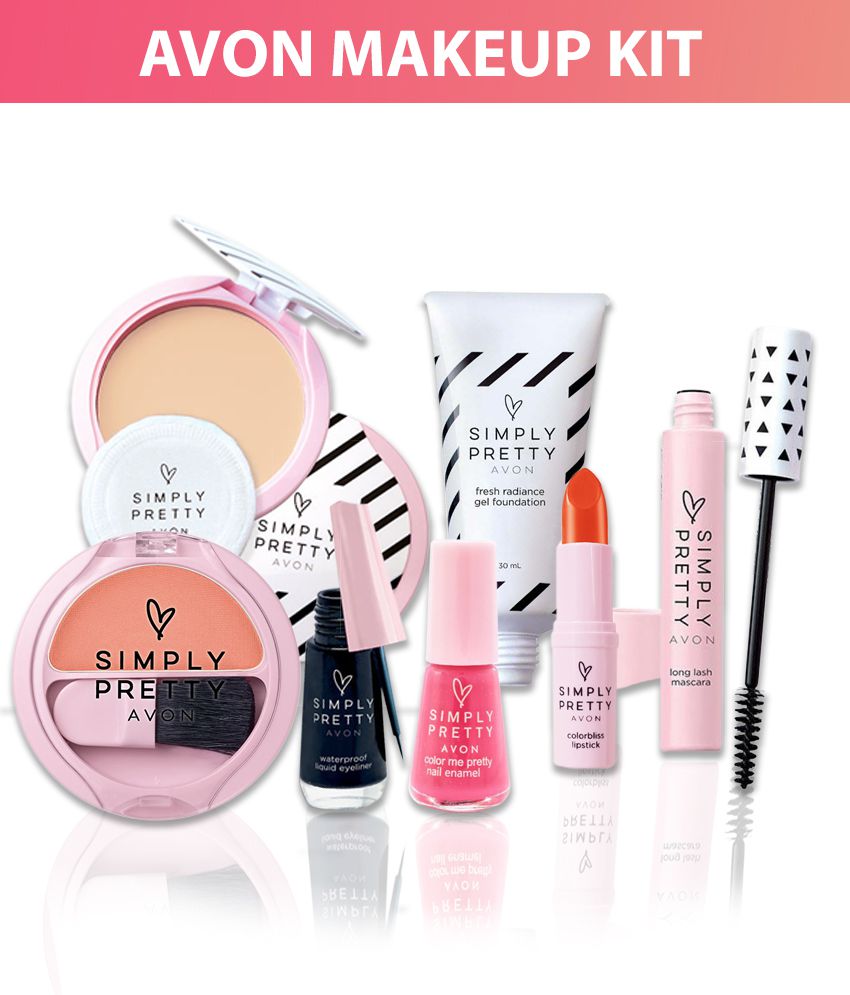 AVON MAKEUP KIT
SIMPLY
PRETTY
AVON
SIMPLY
PRETTY
AVON
SIMPLY
PRETTY
AVON
fresh radiance
gel foundation
30 mL
SIMPLY
PRETTY
AVON
SIMPLY
PRETTY
AVON
waterproof
liquid eyeliner
SIMPLY
PRETTY
AVON
color me pretty
nail enamel
SIMPLY
PRETTY
AVON
colorbliss
lipstick
SIMPLY
PRETTY
AVON
long lash
mascara